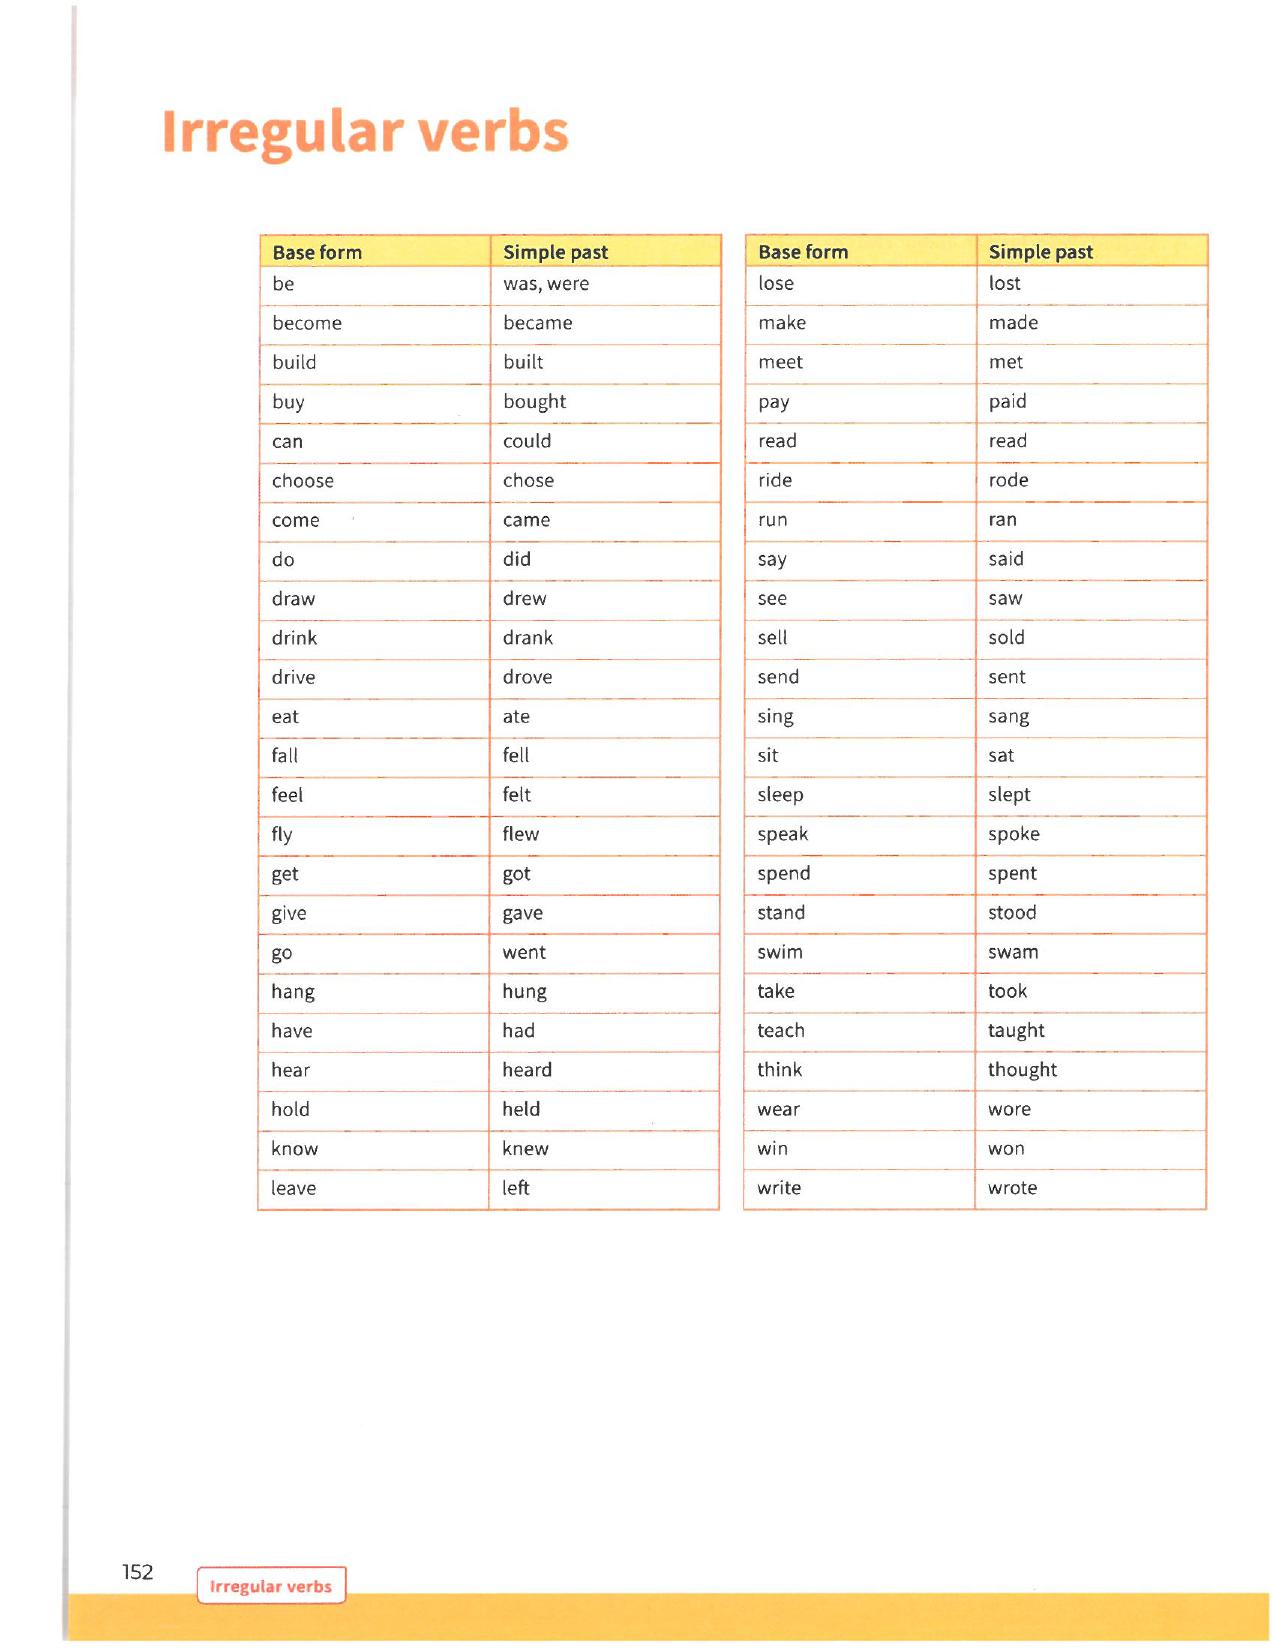 Irregular verbs
Base form Simple past
be was, were
become became
build built
buy bought
can could
choose chose
come came
do did
draw drew
drink drank
drive drove
eat ate
fall fell
feel felt
fly flew
get got
give gave
go went
hang hung
have had
hear heard
hold held
know knew
leave left
Base form Simple past
lose lost
make made
meet met
pay paid
read read
ride rode
run ran
say said
see saw
sell sold
send sent
sing sang
sit sat
sleep slept
speak spoke
spend spent
stand stood
swim swam
take took
teach taught
think thought
wear wore
win won
write wrote
152
Irregular verbs